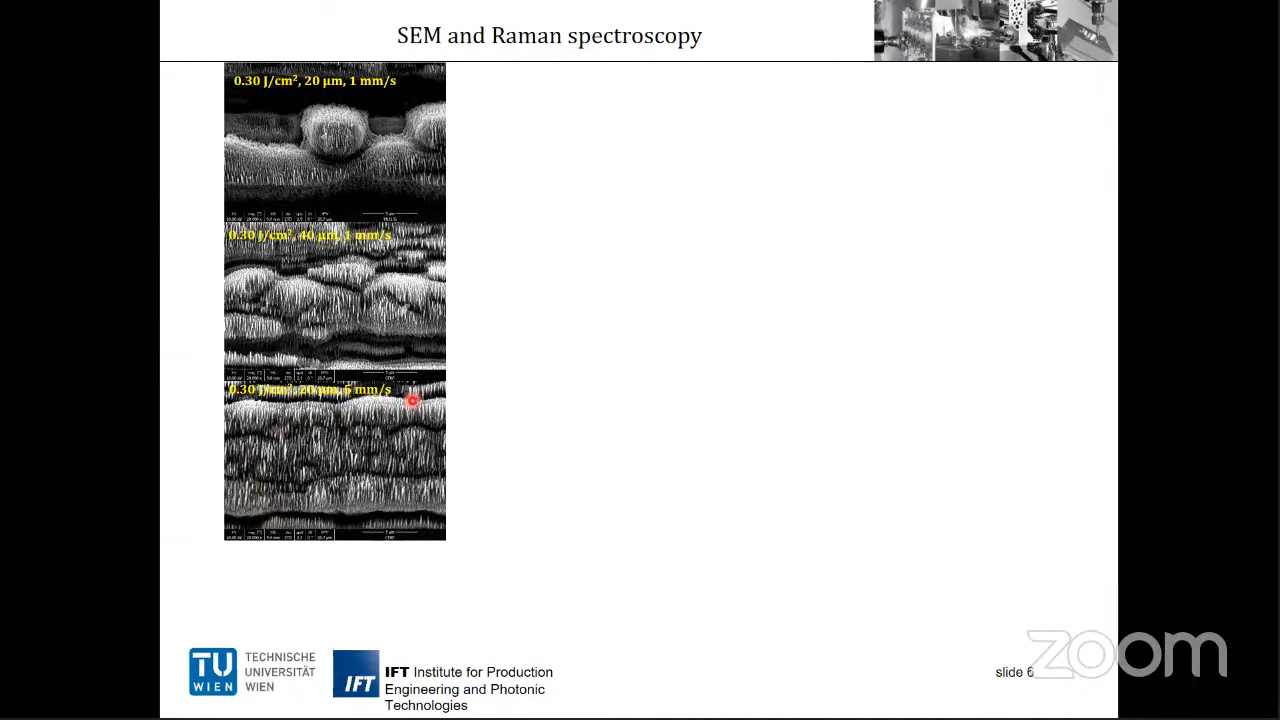 SEM and Raman spectroscopy
0.30 J/cm², 20 μm, 1 mm/s
0.30 J/cm², 40 μm, 1 mm/s
0.30 J/cm², 20 μm, 5 mm/s
TU
WIEN
TECHNISCHE
UNIVERSITÄT
WIEN
IFT
IFT Institute for Production
Engineering and Photonic
Technologies
slide 6
zoom